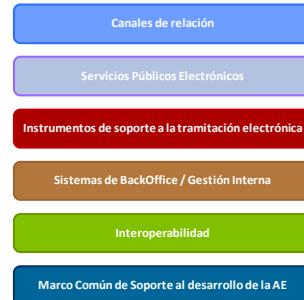 Canales de relación
Servicios Públicos Electrónicos
Instrumentos de soporte a la tramitación electrónica
Sistemas de BackOffice / Gestión Interna
Interoperabilidad
Marco Común de Soporte al desarrollo de la AE